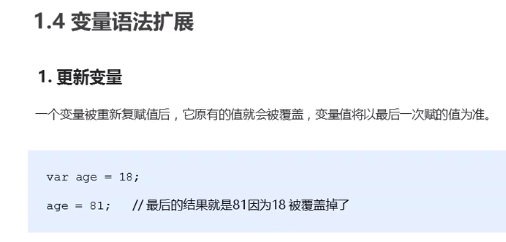 1.4 变量语法扩展
1. 更新变量
一个变量被重新复赋值后，它原有的值就会被覆盖，变量值将以最后一次赋的值为准。
var age = 18;
age = 81;   // 最后的结果就是81因为18 被覆盖掉了